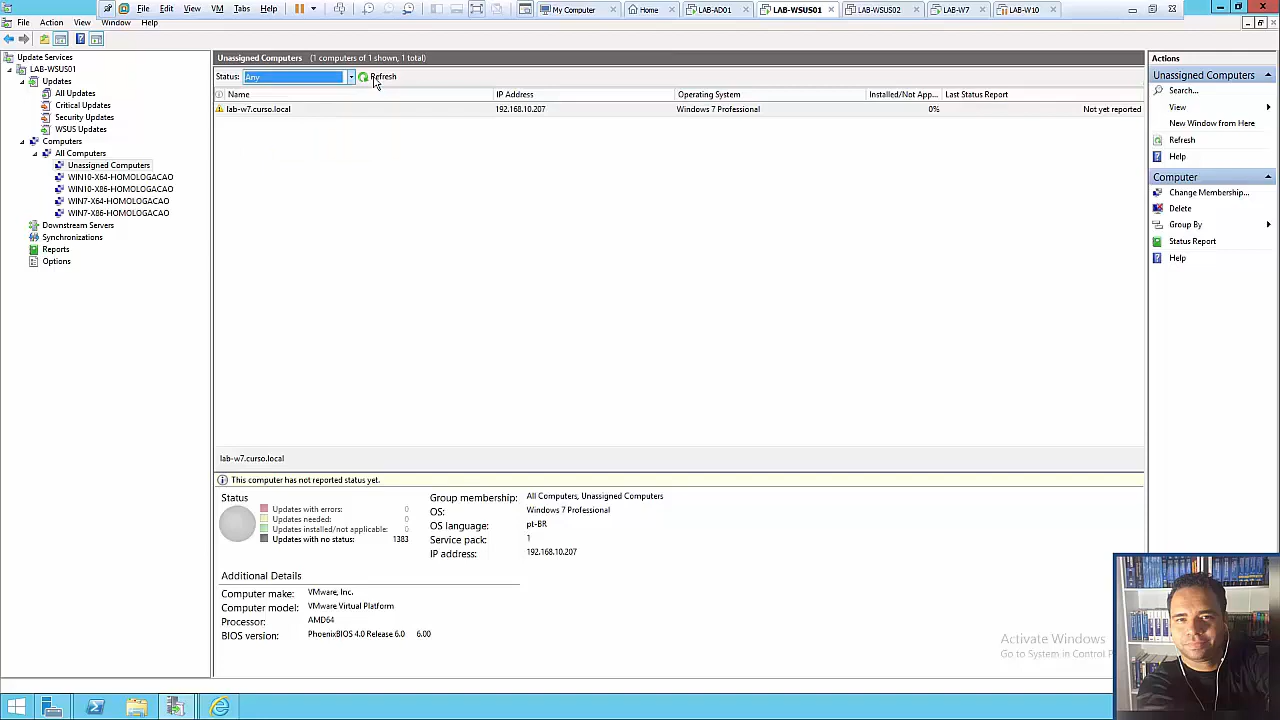 File Edit View VM Tabs Help
My Computer Home LAB-AD01 LAB-WSUS01 LAB-WSUS02 LAB-W7 LAB-W10
File Action View Window Help
Update Services
LAB-WSUS01
Updates
All Updates
Critical Updates
Security Updates
WSUS Updates
Computers
All Computers
Unassigned Computers
WIN10-X64-HOMOLOGACAO
WIN10-X86-HOMOLOGACAO
WIN7-X64-HOMOLOGACAO
WIN7-X86-HOMOLOGACAO
Downstream Servers
Synchronizations
Reports
Options
Unassigned Computers (1 computers of 1 shown, 1 total)
Status: Any Refresh
Name IP Address Operating System Installed/Not App... Last Status Report
lab-w7.curso.local 192.168.10.207 Windows 7 Professional 0% Not yet reported
lab-w7.curso.local
This computer has not reported status yet.
Status
Updates with errors: 0
Updates needed: 0
Updates installed/not applicable: 0
Updates with no status: 1383
Group membership: All Computers, Unassigned Computers
OS: Windows 7 Professional
OS language: pt-BR
Service pack: 1
IP address: 192.168.10.207
Additional Details
Computer make: VMware, Inc.
Computer model: VMware Virtual Platform
Processor: AMD64
BIOS version: PhoenixBIOS 4.0 Release 6.0 6.00
Actions
Unassigned Computers
Search...
View
New Window from Here
Refresh
Help
Computer
Change Membership...
Delete
Group By
Status Report
Help
Activate Windows
Go to System in Control P